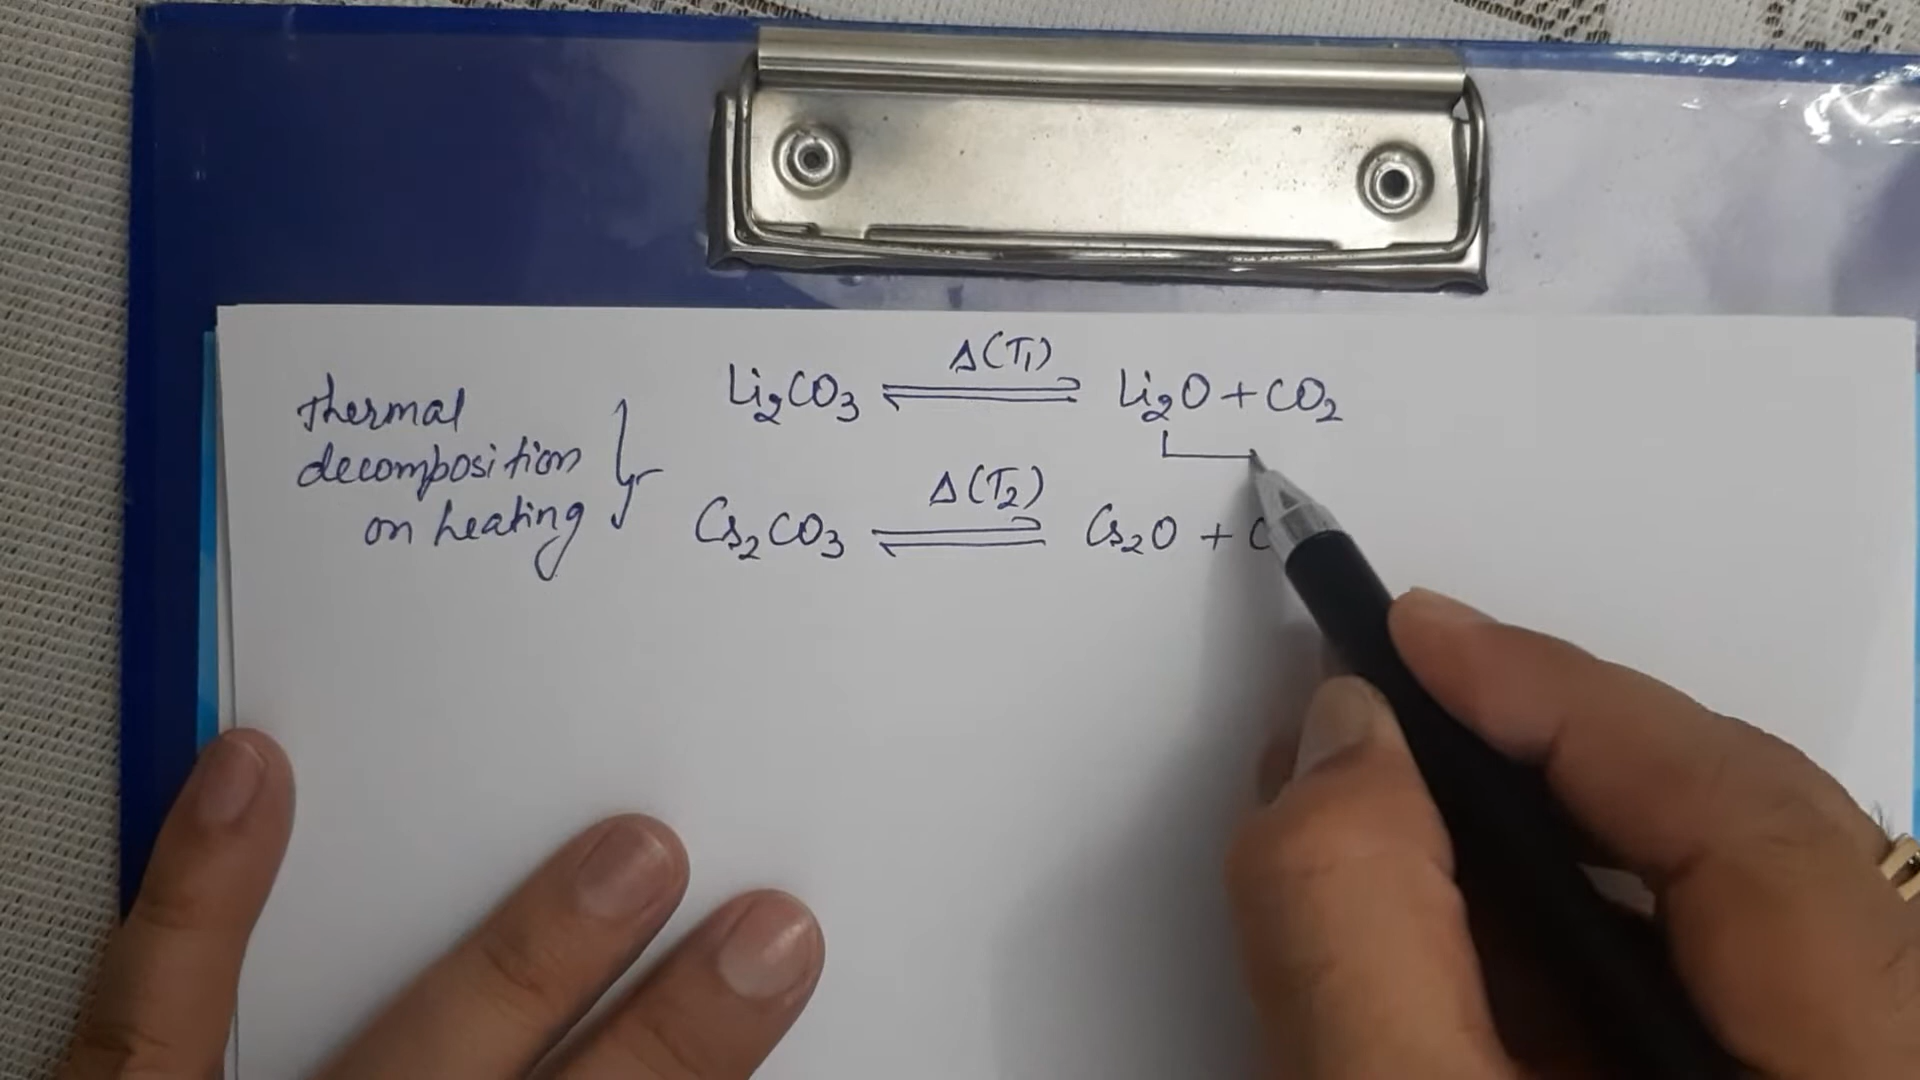 thermal
decomposition
on heating
Δ(T₁)
Li₂CO₃ ⇌ Li₂O + CO₂
Δ(T₂)
Cs₂CO₃ ⇌ Cs₂O + C